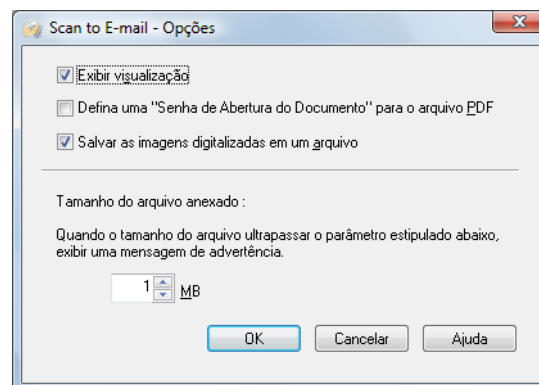 Scan to E-mail - Opções
Exibir visualização
Defina uma "Senha de Abertura do Documento" para o arquivo PDF
Salvar as imagens digitalizadas em um arquivo
Tamanho do arquivo anexado :
Quando o tamanho do arquivo ultrapassar o parâmetro estipulado abaixo,
exibir uma mensagem de advertência.
1 MB
OK Cancelar Ajuda